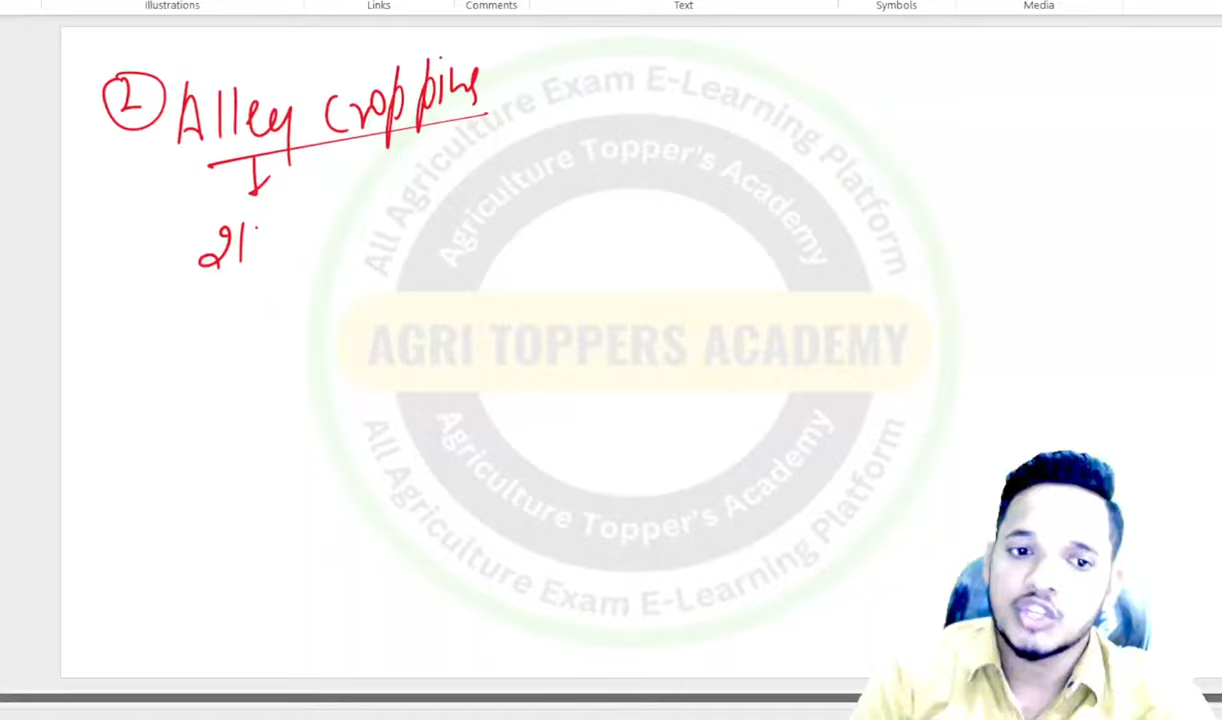 Illustrations Links Comments Text Symbols Media
2 Alley cropping
All Agriculture Exam E-Learning Platform
Agriculture Topper's Academy
AGRI TOPPERS ACADEMY
Agriculture Topper's Academy
All Agriculture Exam E-Learning Platform